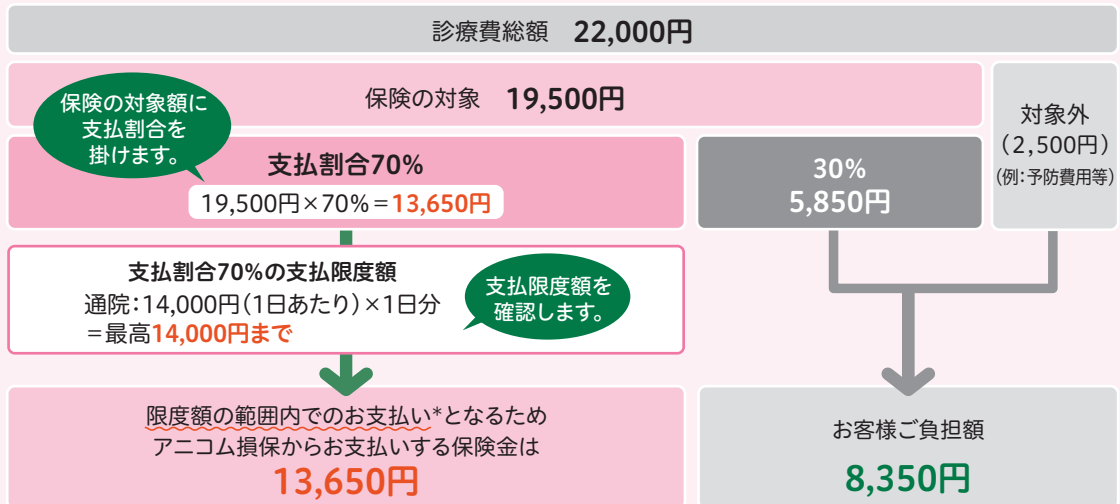 診療費総額 22,000円
保険の対象 19,500円
保険の対象額に
支払割合を
掛けます。
対象外
（2,500円）
（例：予防費用等）
支払割合70%
19,500円×70%＝13,650円
30%
5,850円
支払割合70%の支払限度額
通院：14,000円（1日あたり）×1日分
＝最高14,000円まで
支払限度額を
確認します。
限度額の範囲内でのお支払い*となるため
アニコム損保からお支払いする保険金は
13,650円
お客様ご負担額
8,350円